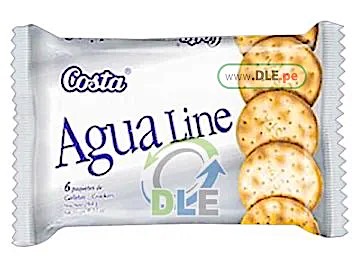 Costa
www.DLE.pe
Agua Line
DLE
6 paquetes de
Galletas / Crackers